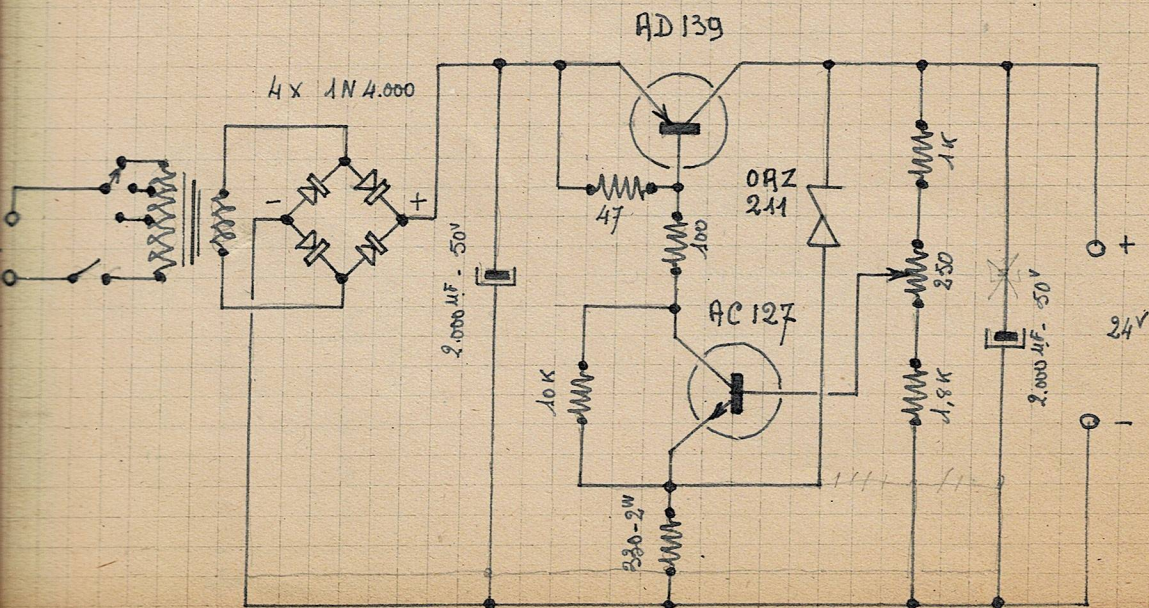 AD 139
4 x 1N 4.000
- +
47
100
OAZ
211
1K
250
1,8K
AC 127
10K
2.000 µF - 50V
2.000 µF - 50V
+
24V
-
330-2W